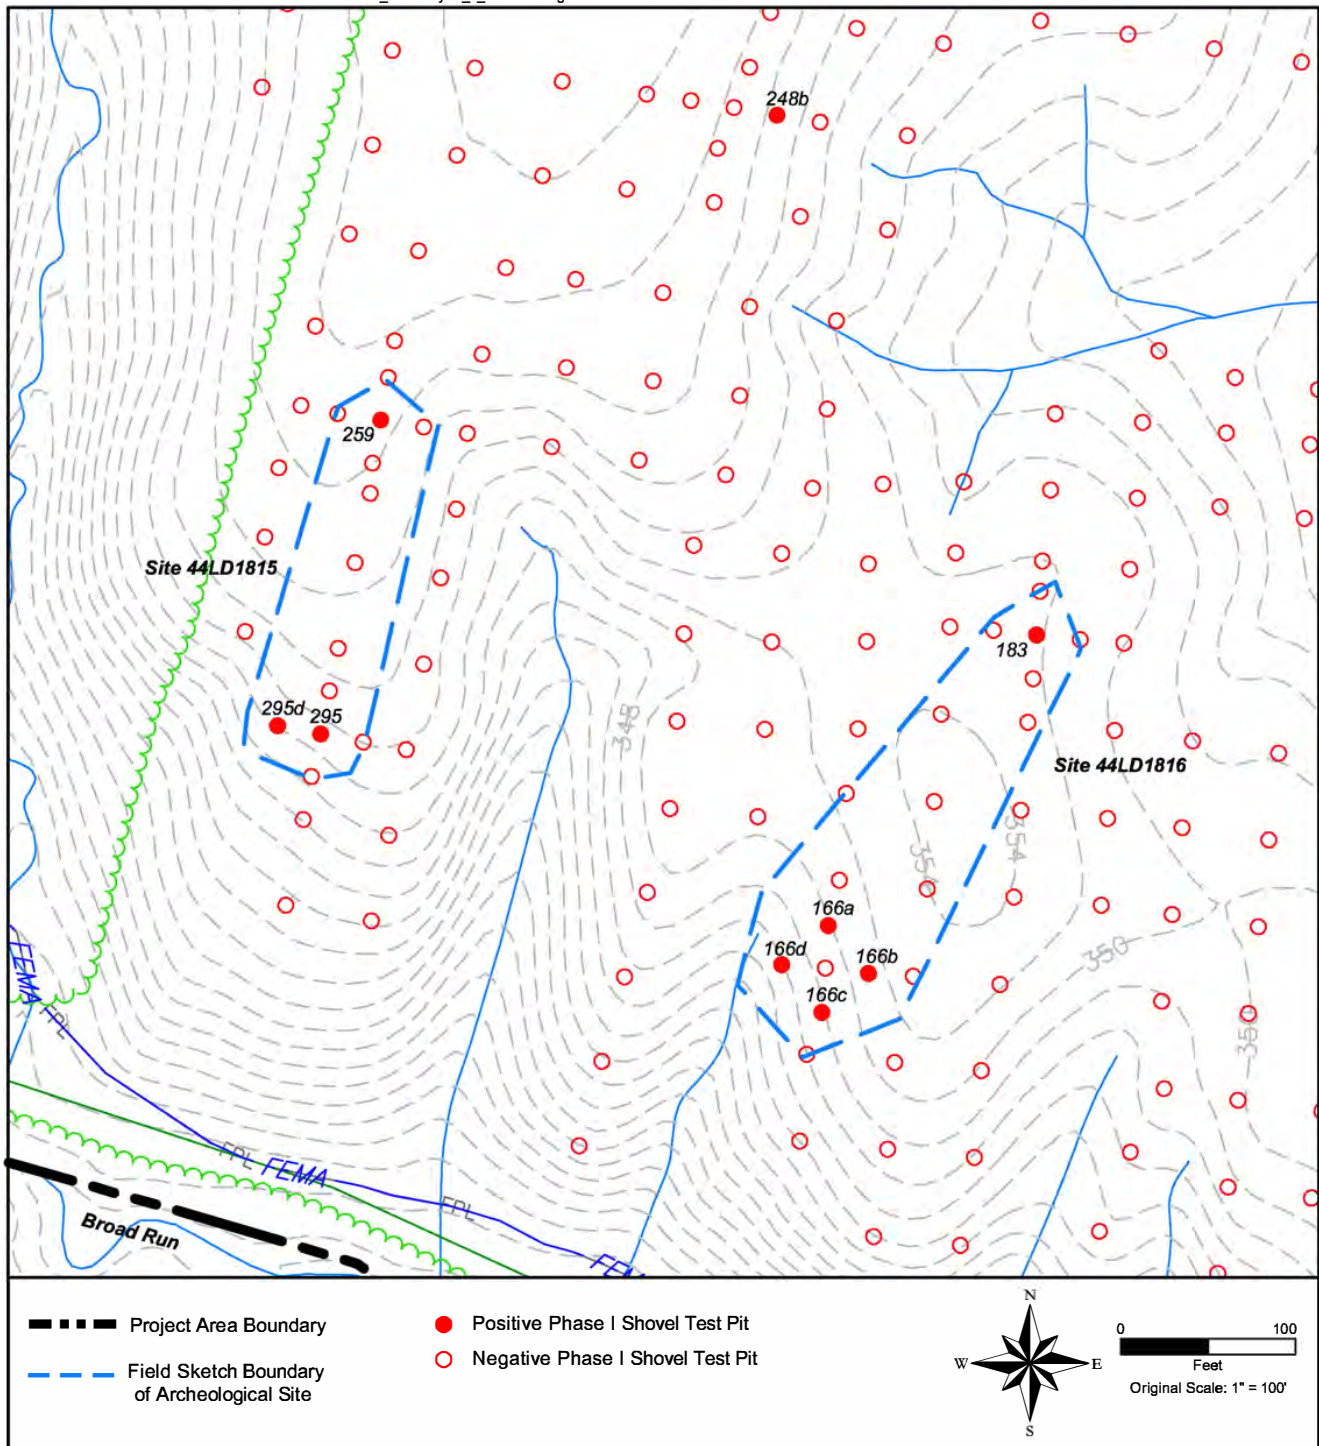 248b
259
Site 44LD1815
295d
295
183
348
Site 44LD1816
354
354
166a
166d
166b
166c
350
350
FEMA
FPL
FPL
FEMA
FPL
Broad Run
Project Area Boundary
Field Sketch Boundary
of Archeological Site
Positive Phase I Shovel Test Pit
Negative Phase I Shovel Test Pit
N
W
E
S
0
100
Feet
Original Scale: 1" = 100'